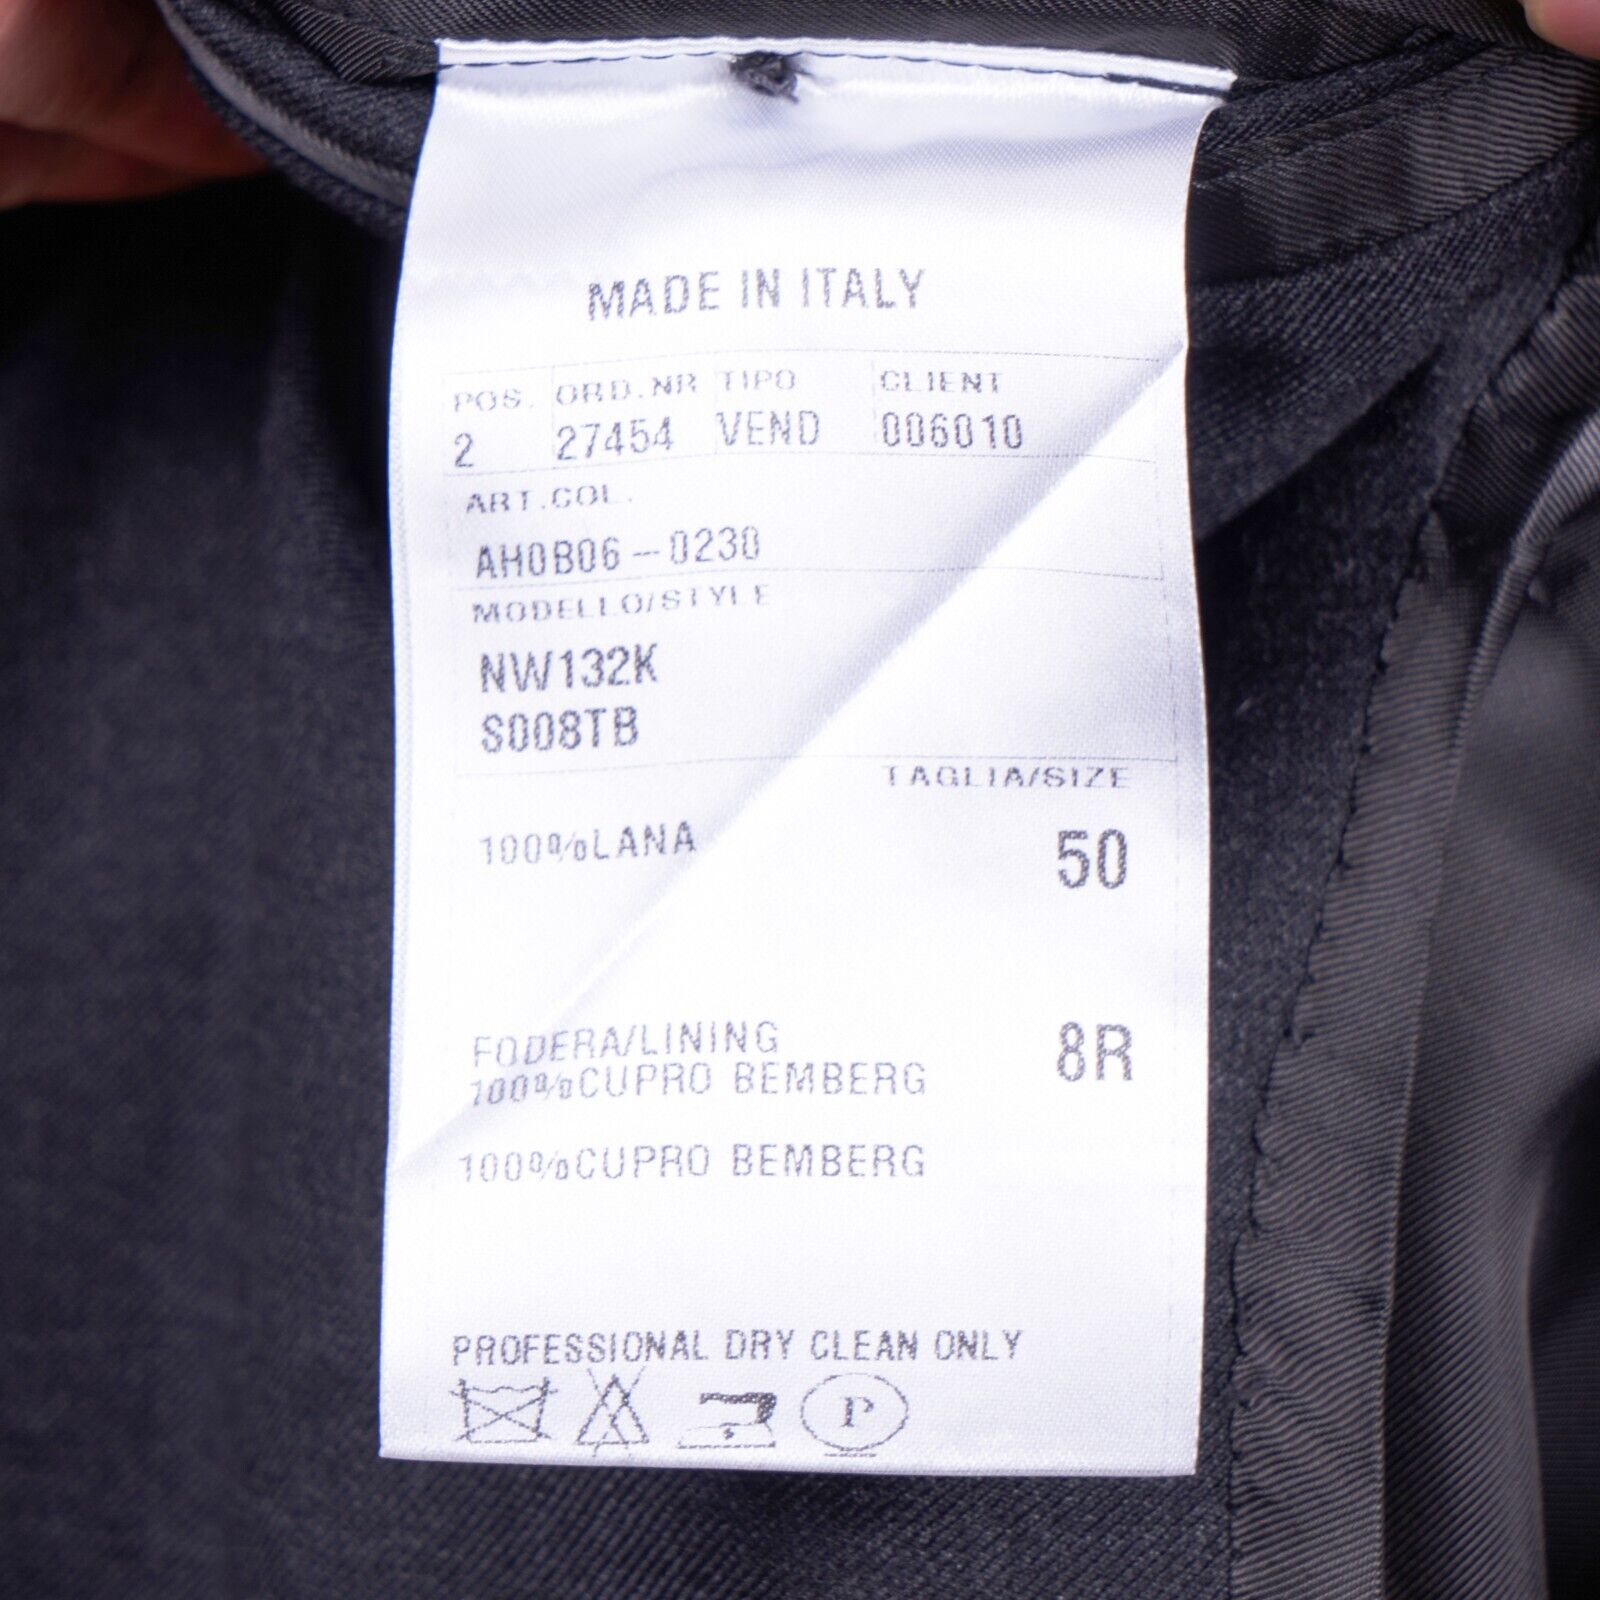 MADE IN ITALY
POS. ORD.NR TIPO CLIENT
2 27454 VEND 006010
ART.COL.
AH0B06-0230
MODELLO/STYLE
NW132K
S008TB
TAGLIA/SIZE
100%LANA 50
FODERA/LINING 8R
100%CUPRO BEMBERG
100%CUPRO BEMBERG
PROFESSIONAL DRY CLEAN ONLY
P